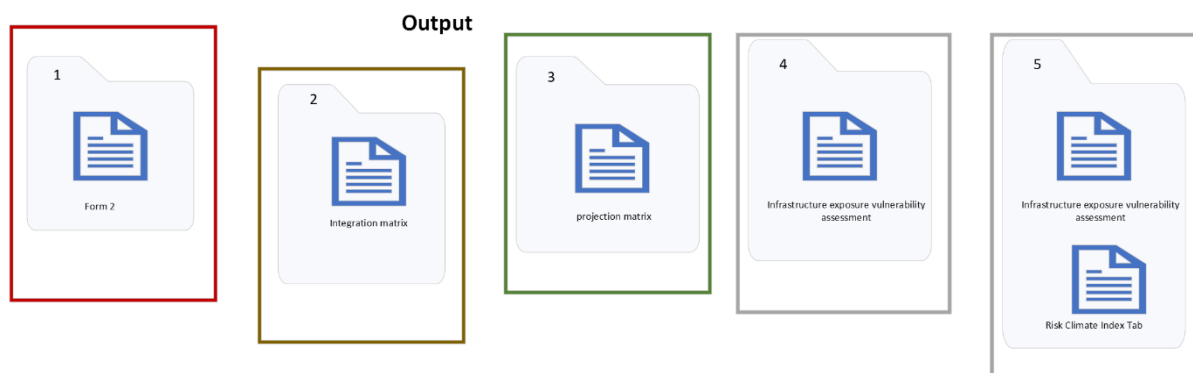 Output
1
Form 2
2
Integration matrix
3
projection matrix
4
Infrastructure exposure vulnerability
assessment
5
Infrastructure exposure vulnerability
assessment
Risk Climate Index Tab